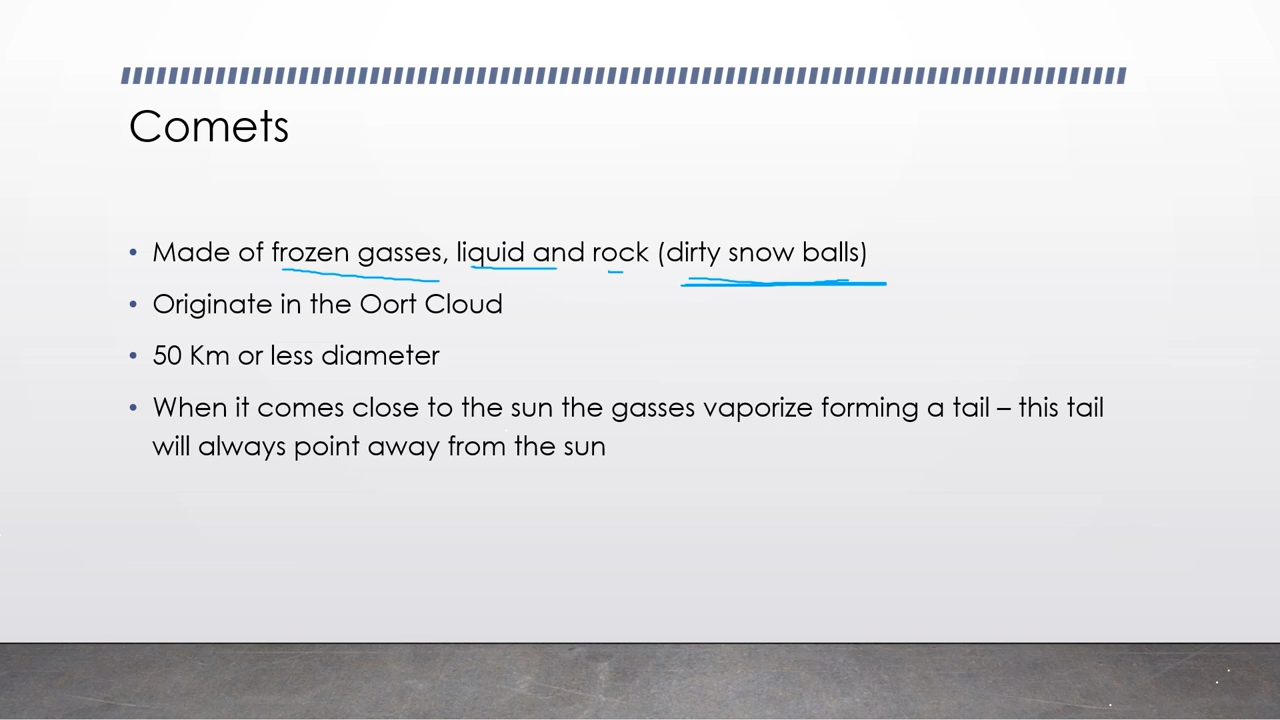 Comets
• Made of frozen gasses, liquid and rock (dirty snow balls)
• Originate in the Oort Cloud
• 50 Km or less diameter
• When it comes close to the sun the gasses vaporize forming a tail – this tail
will always point away from the sun